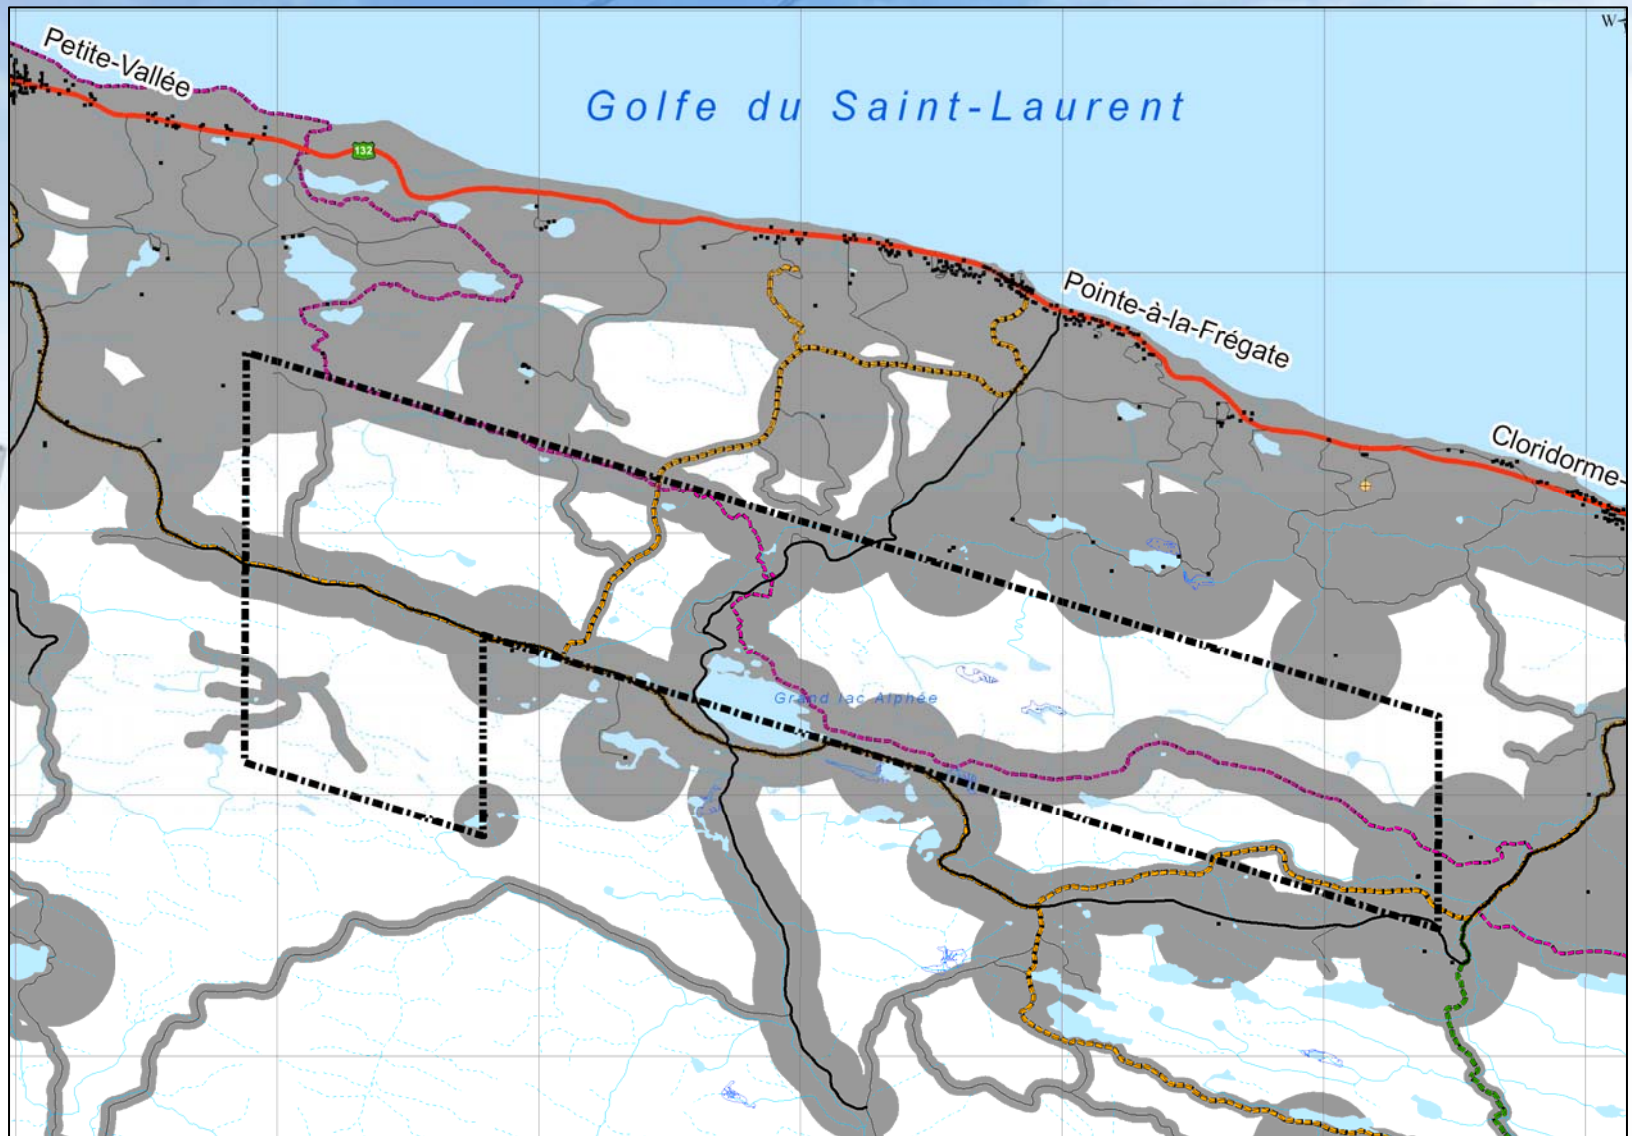 W
Petite-Vallée
Golfe du Saint-Laurent
132
Pointe-à-la-Frégate
Cloridorme-
Grand lac Alphée